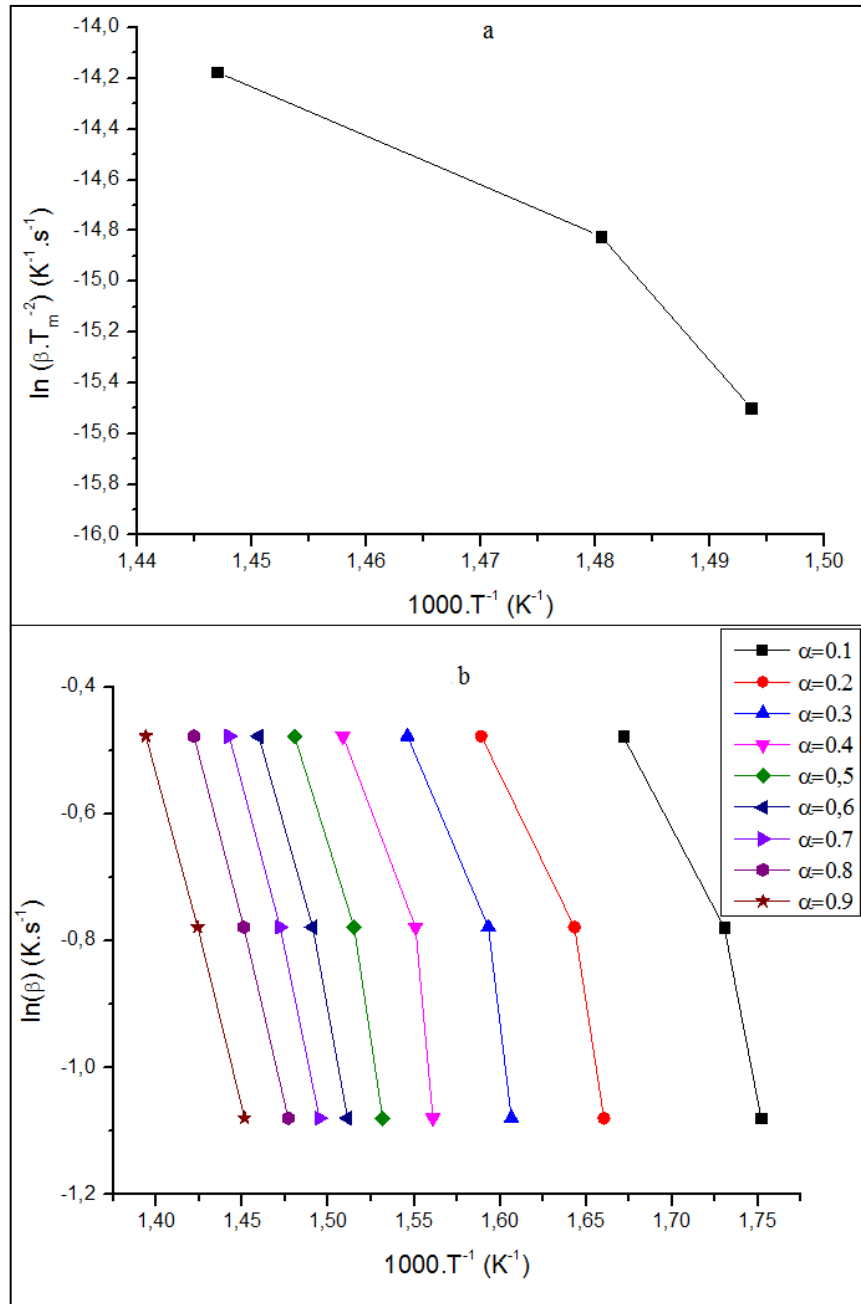 a
-14,0
-14,2
-14,4
-14,6
-14,8
-15,0
-15,2
-15,4
-15,6
-15,8
-16,0
ln (β.Tm-2) (K-1.s-1)
1,44 1,45 1,46 1,47 1,48 1,49 1,50
1000.T-1 (K-1)
b
α=0.1
α=0.2
α=0.3
α=0.4
α=0,5
α=0,6
α=0.7
α=0.8
α=0.9
-0,4
-0,6
-0,8
-1,0
-1,2
ln(β) (K.s-1)
1,40 1,45 1,50 1,55 1,60 1,65 1,70 1,75
1000.T-1 (K-1)